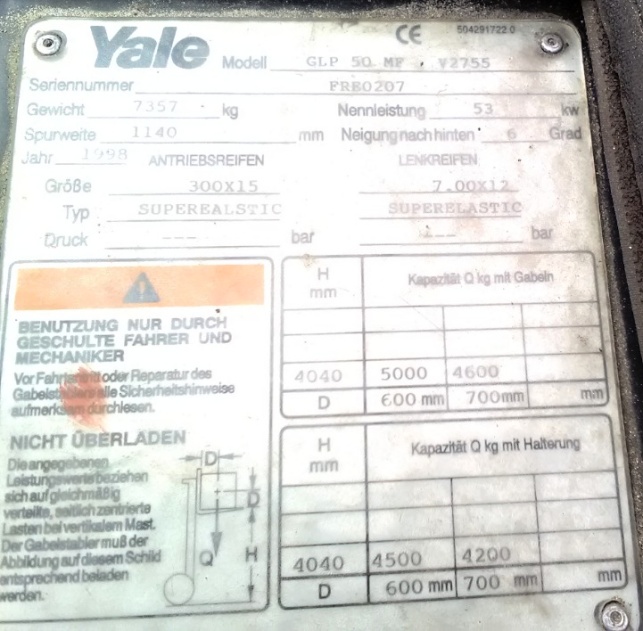 Yale
CE
504291722 0
Modell GLP 50 MF V2755
Seriennummer FRE0207
Gewicht 7357 kg Nennleistung 53 kw
Spurweite 1140 mm Neigung nach hinten 6 Grad
Jahr 1998 ANTRIEBSREIFEN LENKREIFEN
Größe 300X15 7.00X12
Typ SUPEREALSTIC SUPERELASTIC
Druck --- bar --- bar
BENUTZUNG NUR DURCH
GESCHULTE FAHRER UND
MECHANIKER
Vor Fahrtantritt oder Reparatur des
Gabelstaplers alle Sicherheitshinweise
aufmerksam durchlesen.
NICHT ÜBERLADEN
Die angegebenen
Leistungswerte beziehen
sich auf gleichmäßig
verteilte, seitlich zentrierte
Lasten bei vertikalem Mast.
Der Gabelstabler muß der
Abbildung auf diesem Schild
entsprechend beladen
werden.
D
D
Q H
H Kapazität Q kg mit Gabeln
mm
4040 5000 4600
D 600 mm 700mm mm
H Kapazität Q kg mit Halterung
mm
4040 4500 4200
D 600 mm 700 mm mm